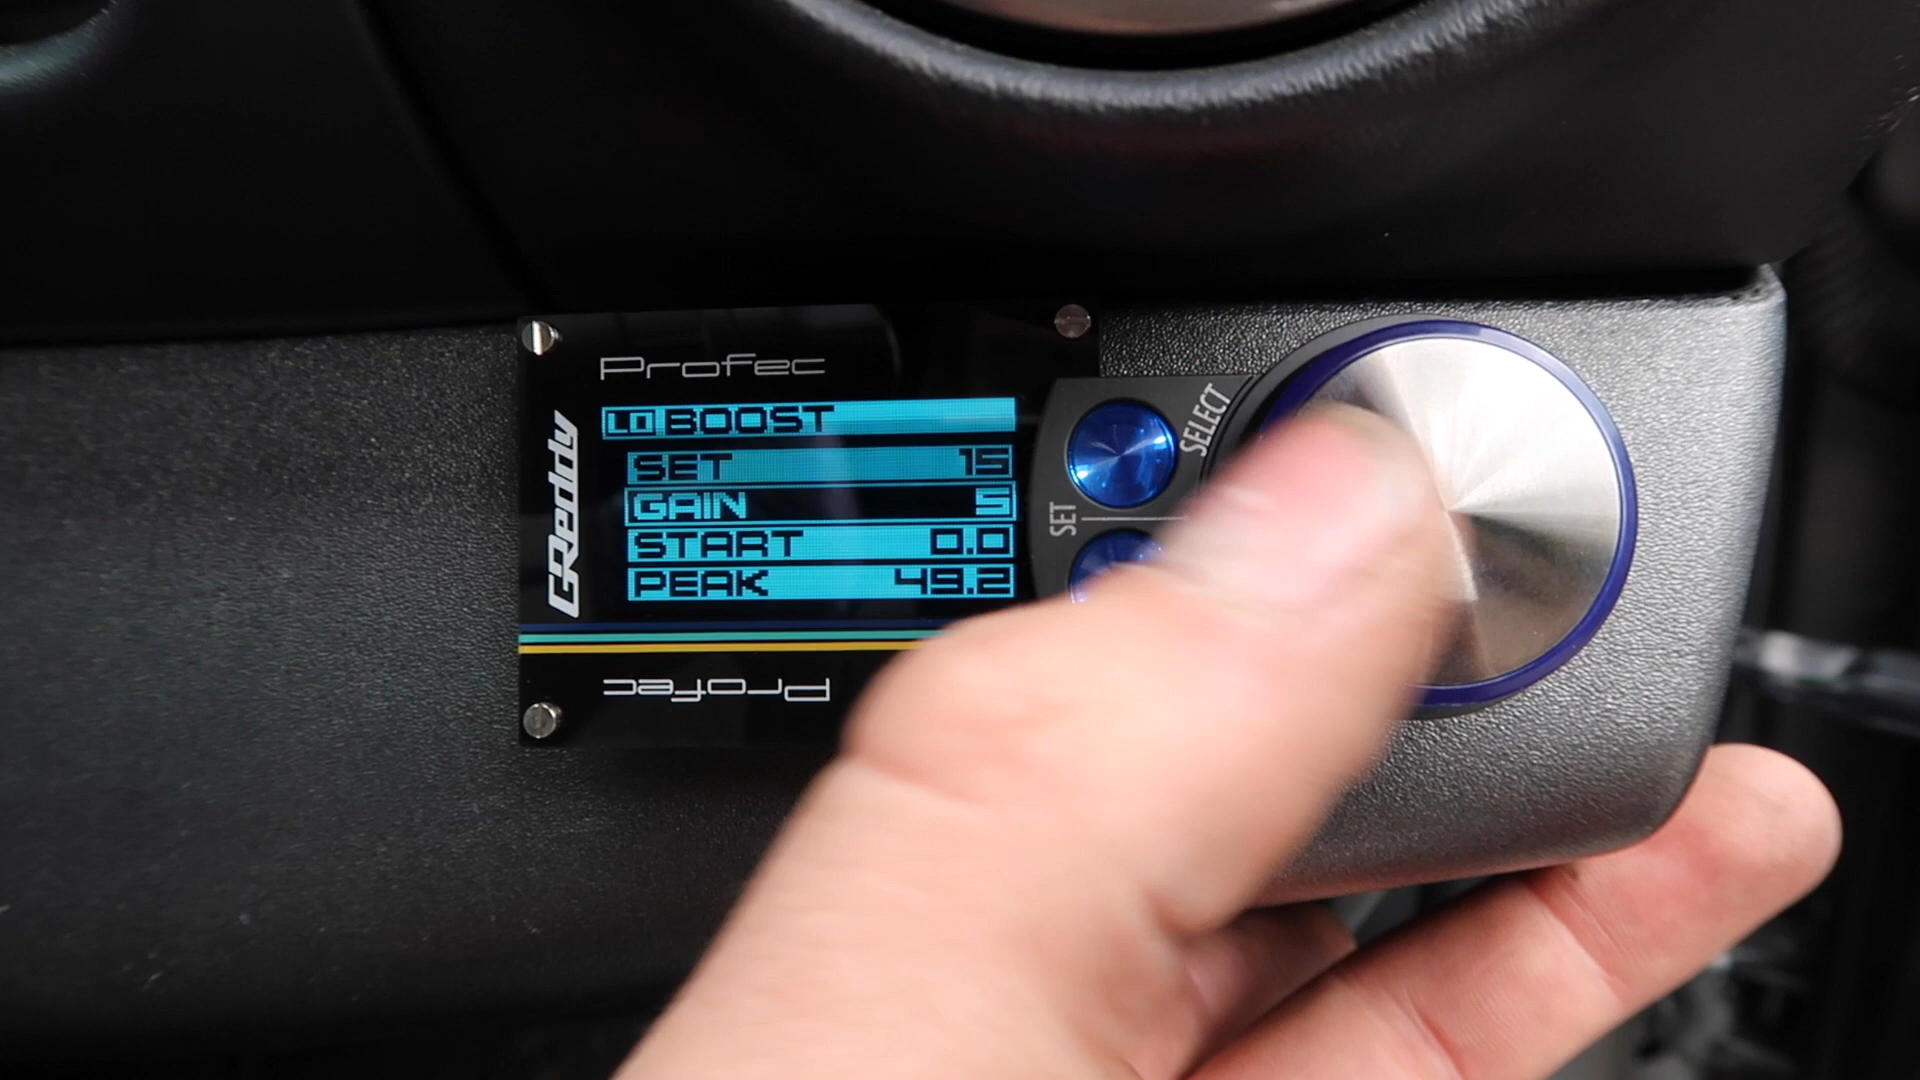 Profec
GReddy
LO BOOST
SET 15
GAIN 5
START 0.0
PEAK 49.2
SELECT
SET
Profec